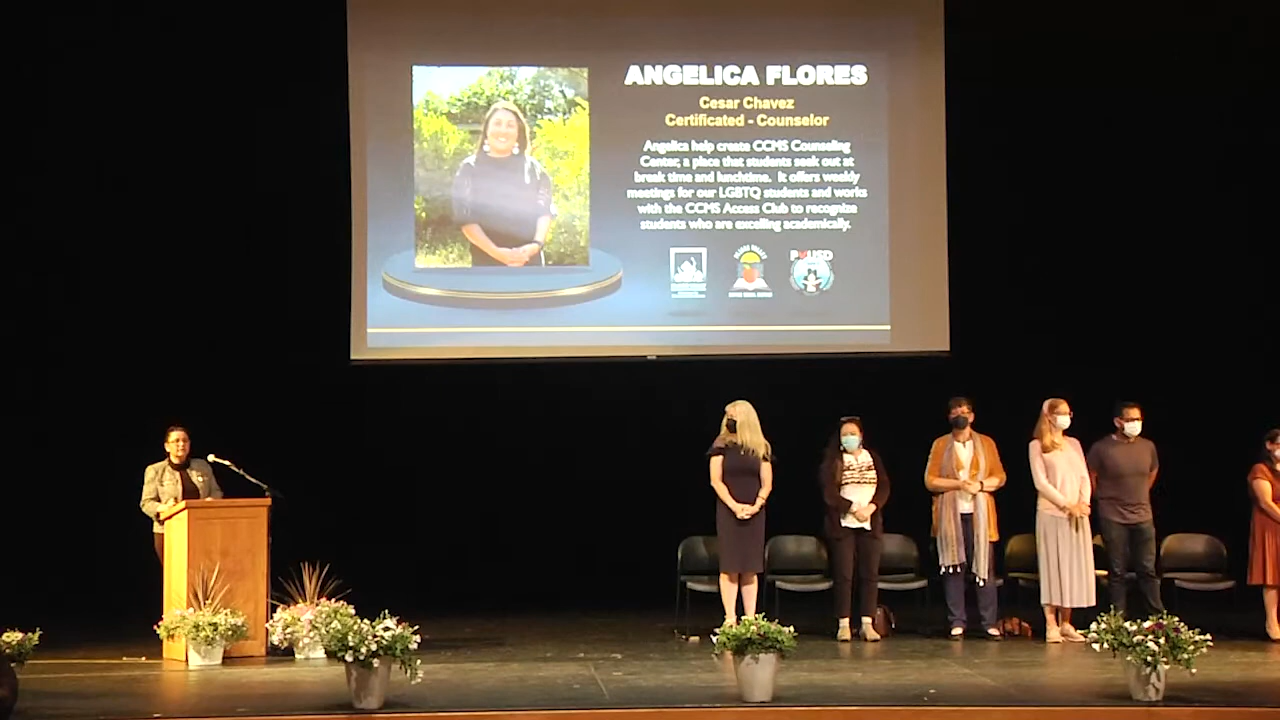 ANGELICA FLORES
Cesar Chavez
Certificated - Counselor
Angelica help create CCMS Counseling
Center, a place that students seek out at
break time and lunchtime. It offers weekly
meetings for our LGBTQ students and works
with the CCMS Access Club to recognize
students who are excelling academically.